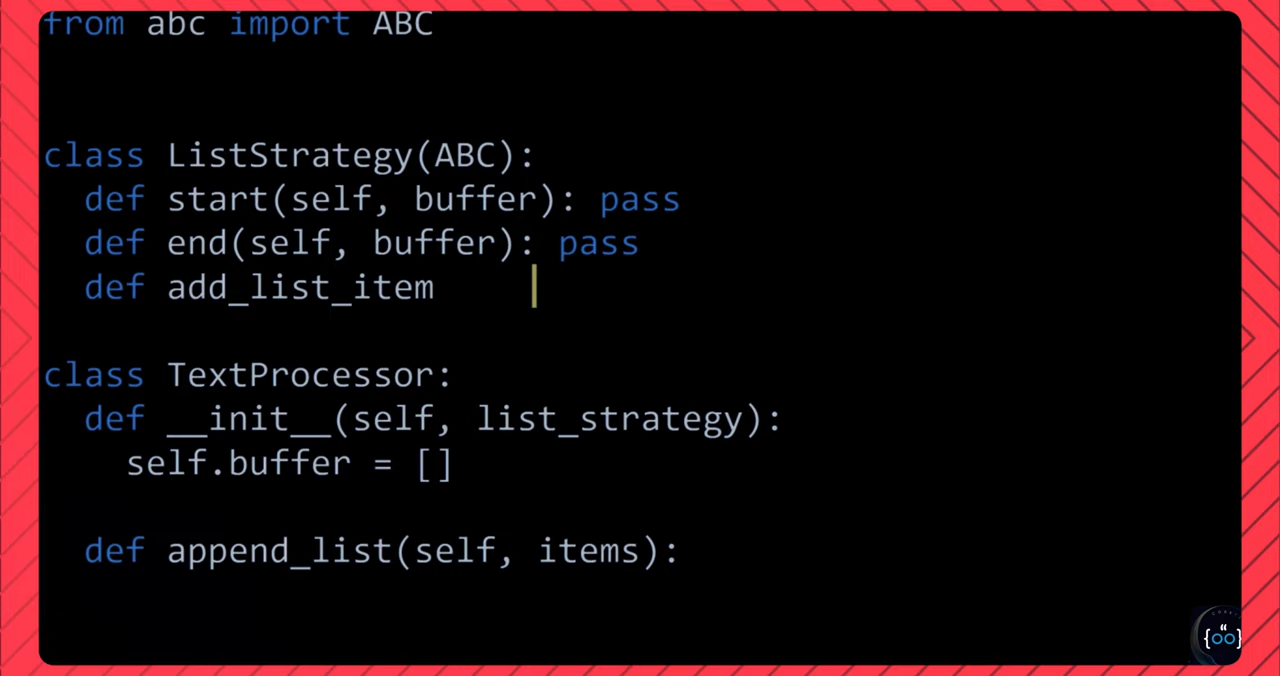 from abc import ABC
class ListStrategy(ABC):
  def start(self, buffer): pass
  def end(self, buffer): pass
  def add_list_item
class TextProcessor:
  def __init__(self, list_strategy):
    self.buffer = []
  def append_list(self, items):